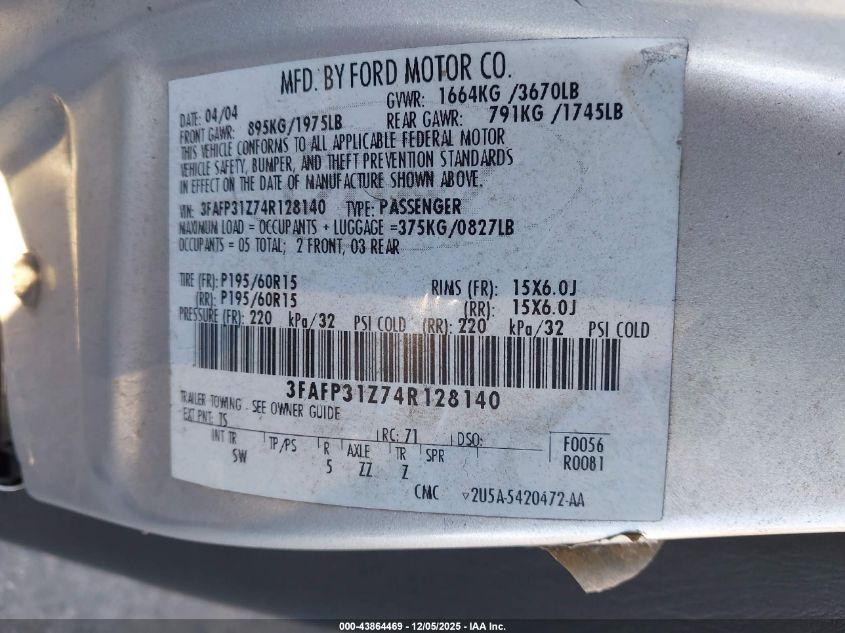 MFD. BY FORD MOTOR CO.
DATE: 04/04 GVWR: 1664KG /3670LB
FRONT GAWR: 895KG/1975LB REAR GAWR: 791KG /1745LB
THIS VEHICLE CONFORMS TO ALL APPLICABLE FEDERAL MOTOR
VEHICLE SAFETY, BUMPER, AND THEFT PREVENTION STANDARDS
IN EFFECT ON THE DATE OF MANUFACTURE SHOWN ABOVE.
VIN: 3FAFP31Z74R128140 TYPE: PASSENGER
MAXIMUM LOAD = OCCUPANTS + LUGGAGE =375KG/0827LB
OCCUPANTS = 05 TOTAL; 2 FRONT, 03 REAR
TIRE (FR): P195/60R15 RIMS (FR): 15X6.0J
(RR): P195/60R15 (RR): 15X6.0J
PRESSURE (FR): 220 kPa/32 PSI COLD (RR): 220 kPa/32 PSI COLD
3FAFP31Z74R128140
TRAILER TOWING - SEE OWNER GUIDE
EXT PNT: TS RC: 71 DSO: F0056
INT TR TP/PS R AXLE TR SPR R0081
5W 5 ZZ Z
CMC ▽2U5A-5420472-AA
000-43864469 - 12/05/2025 - IAA Inc.